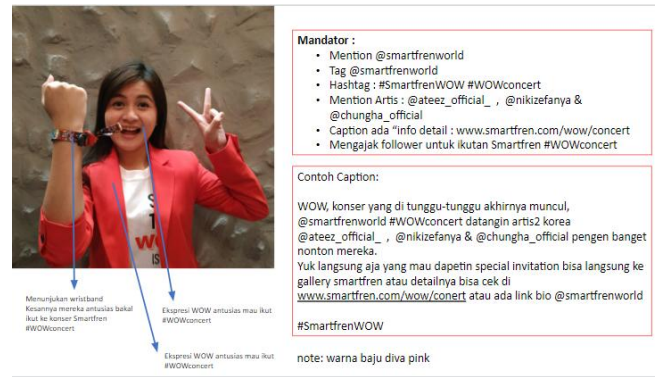 S
T
W
IS
Menunjukan wristband
Kesannya mereka antusias bakal
ikut ke konser Smartfren
#WOWconcert
Ekspresi WOW antusias mau ikut
#WOWconcert
Ekspresi WOW antusias mau ikut
#WOWconcert
Mandator :
• Mention @smartfrenworld
• Tag @smartfrenworld
• Hashtag : #SmartfrenWOW #WOWconcert
• Mention Artis : @ateez_official_ , @nikizefanya &
@chungha_official
• Caption ada “info detail : www.smartfren.com/wow/concert
• Mengajak follower untuk ikutan Smartfren #WOWconcert
Contoh Caption:
WOW, konser yang di tunggu-tunggu akhirnya muncul,
@smartfrenworld #WOWconcert datangin artis2 korea
@ateez_official_ , @nikizefanya & @chungha_official pengen banget
nonton mereka.
Yuk langsung aja yang mau dapetin special invitation bisa langsung ke
gallery smartfren atau detailnya bisa cek di
www.smartfren.com/wow/conert atau ada link bio @smartfrenworld
#SmartfrenWOW
note: warna baju diva pink